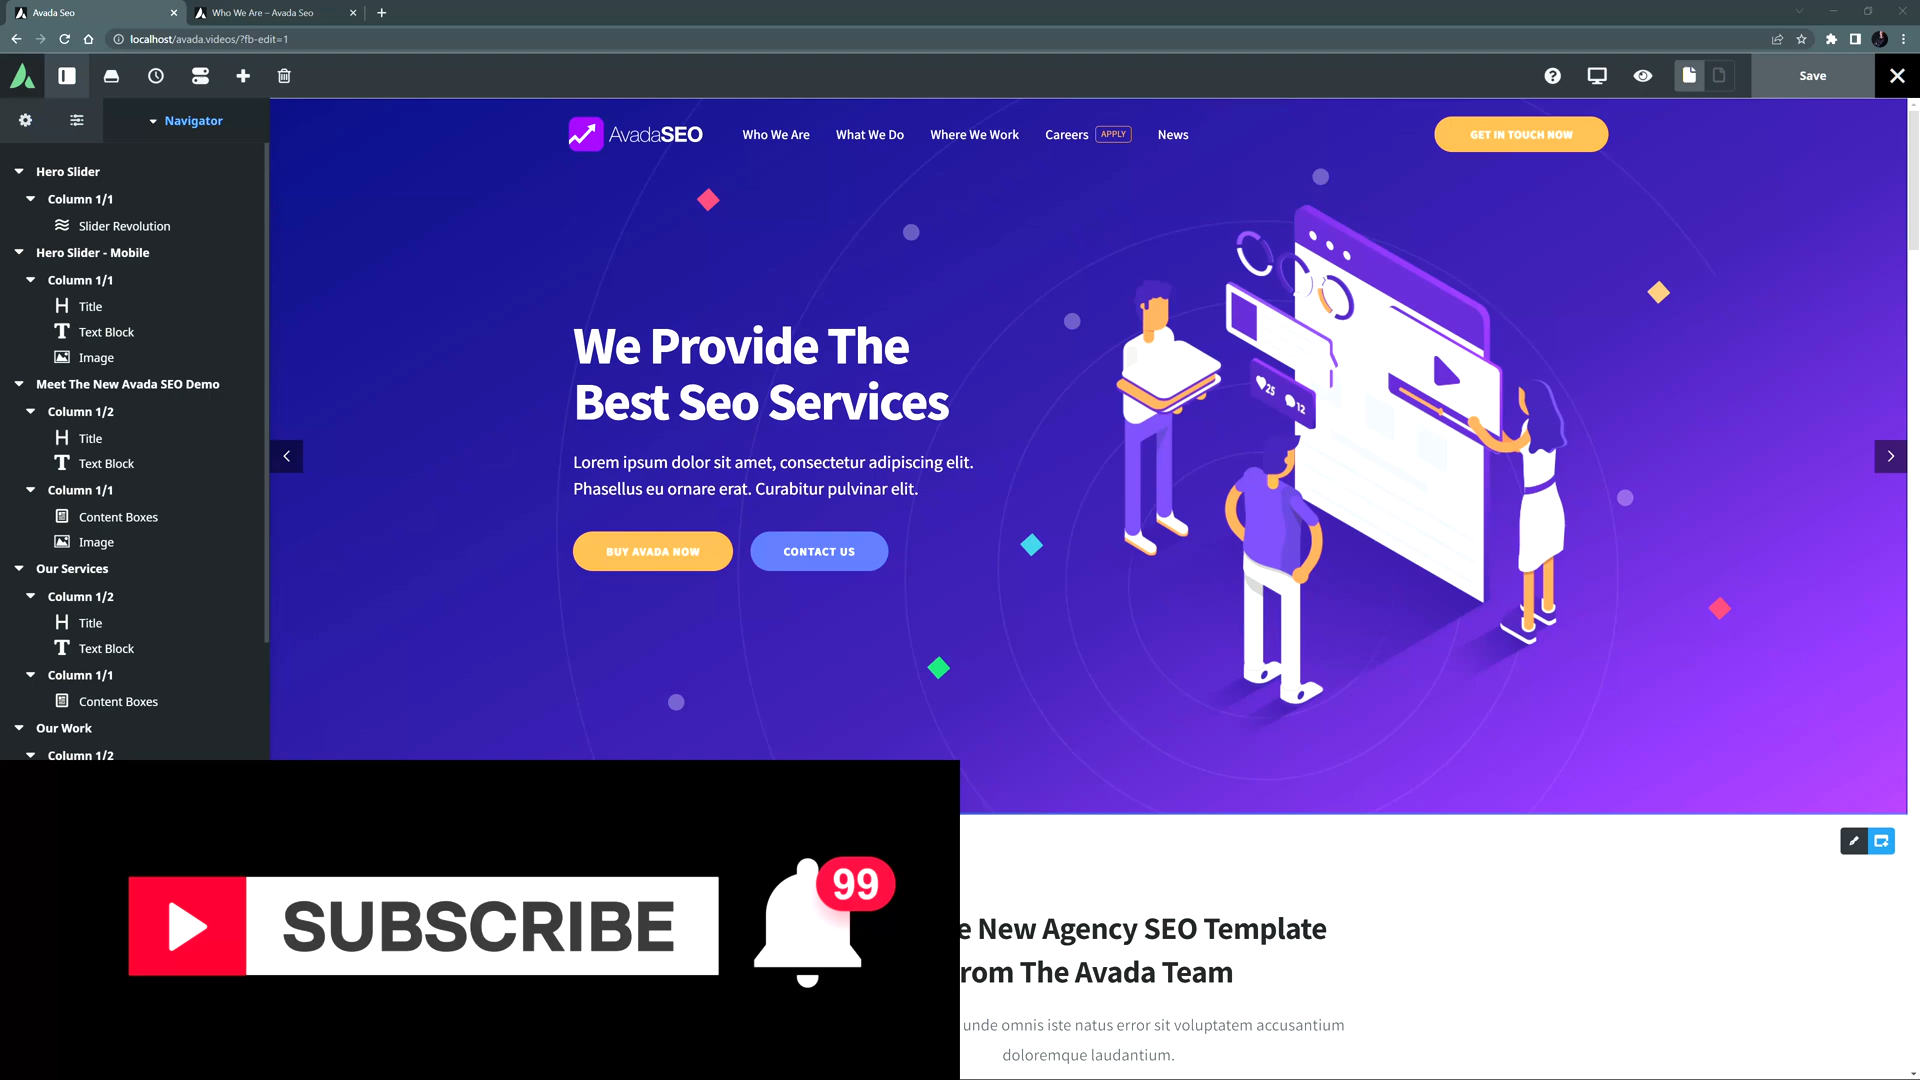 Avada Seo
Who We Are – Avada Seo
localhost/avada.videos/?fb-edit=1
Save
Navigator
AvadaSEO
Who We Are
What We Do
Where We Work
Careers
APPLY
News
GET IN TOUCH NOW
Hero Slider
Column 1/1
Slider Revolution
Hero Slider - Mobile
Column 1/1
Title
Text Block
Image
Meet The New Avada SEO Demo
Column 1/2
Title
Text Block
Column 1/1
Content Boxes
Image
Our Services
Column 1/2
Title
Text Block
Column 1/1
Content Boxes
Our Work
Column 1/2
We Provide The
Best Seo Services
Lorem ipsum dolor sit amet, consectetur adipiscing elit.
Phasellus eu ornare erat. Curabitur pulvinar elit.
BUY AVADA NOW
CONTACT US
25
12
SUBSCRIBE
99
e New Agency SEO Template
rom The Avada Team
unde omnis iste natus error sit voluptatem accusantium
doloremque laudantium.